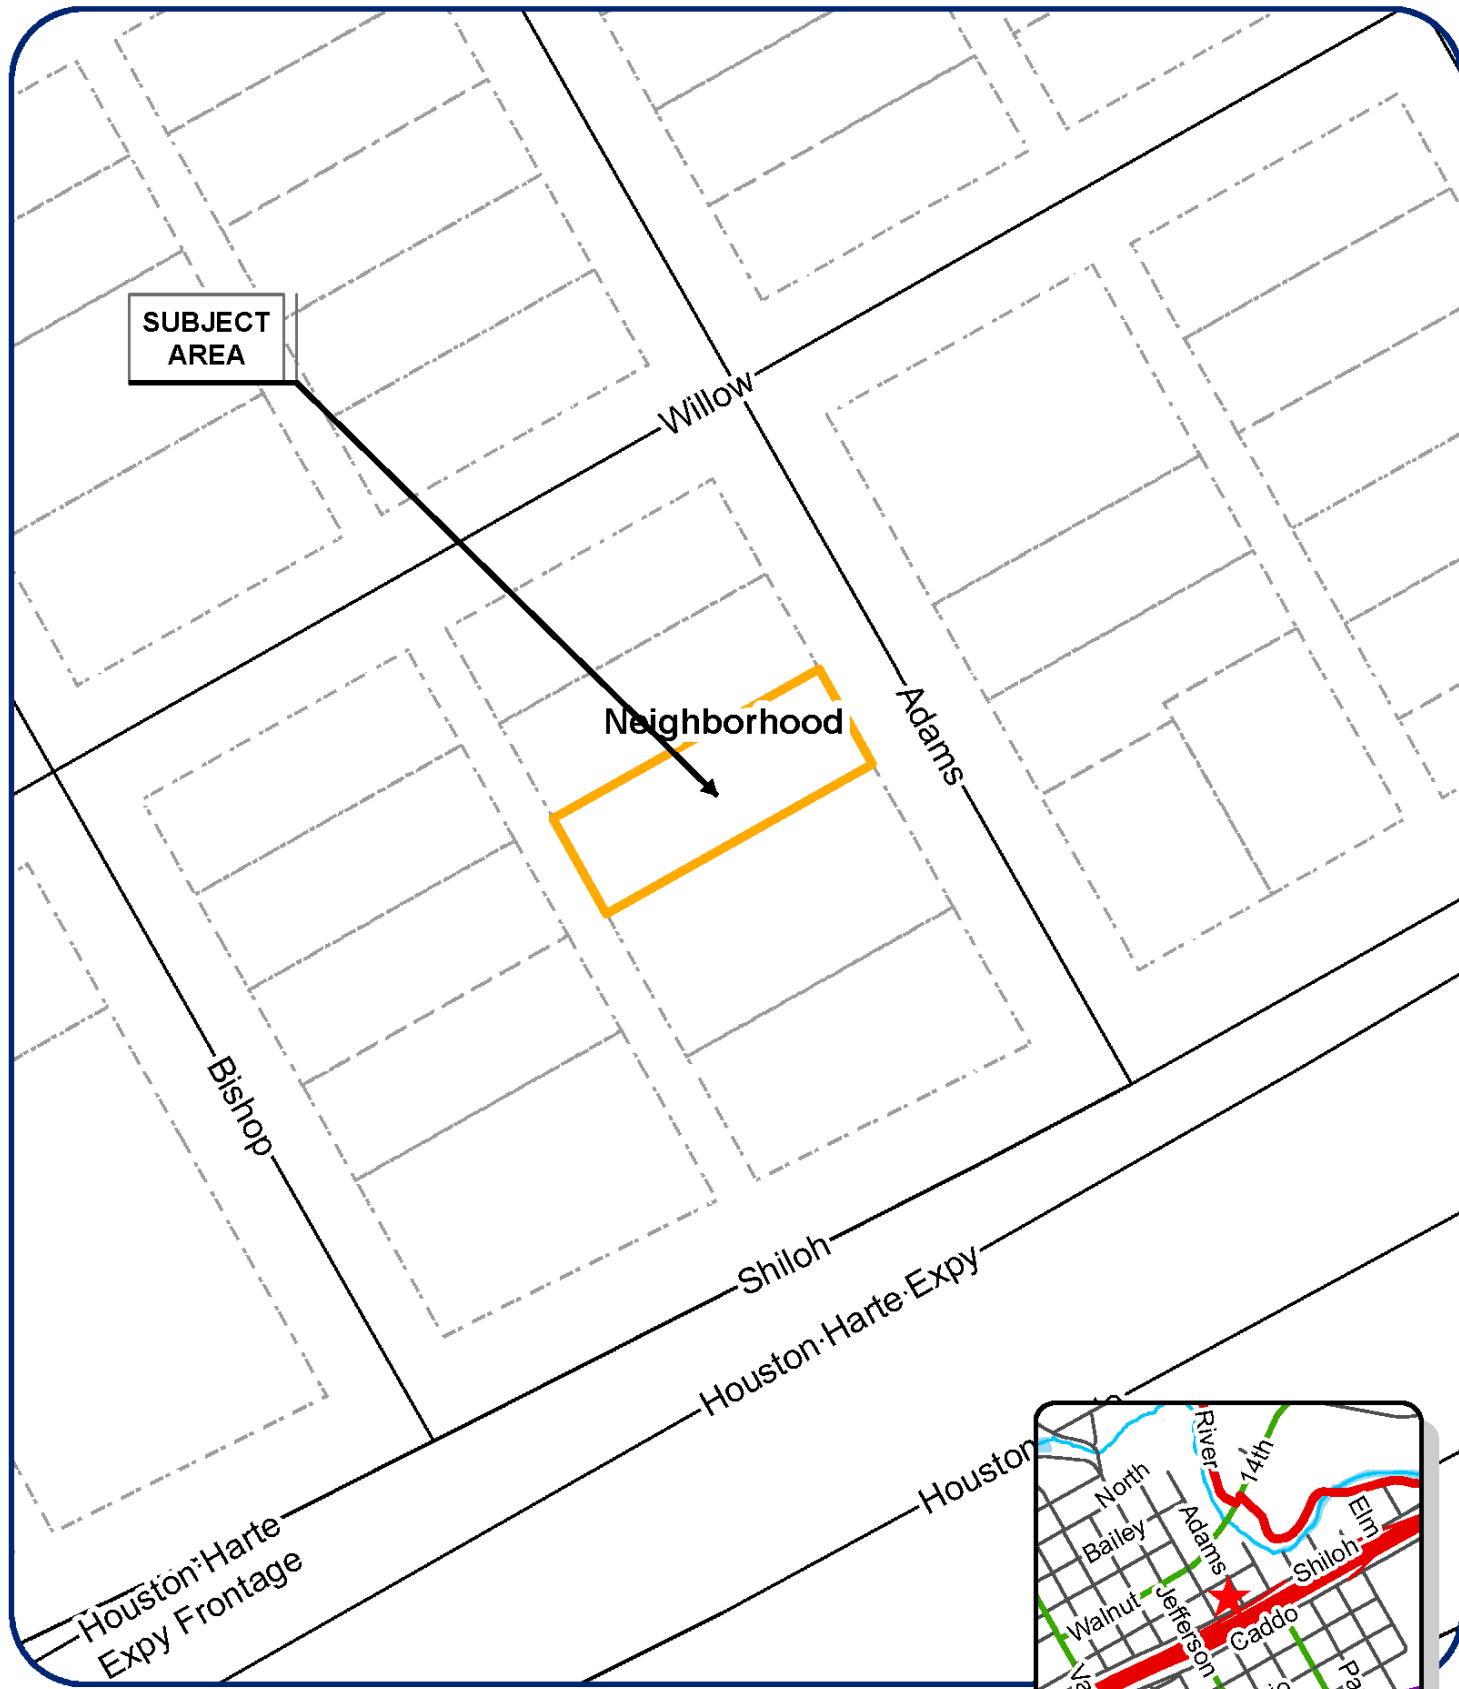 SUBJECT
AREA
Willow
Neighborhood
Adams
Bishop
Shiloh
Houston Harte Expy
Houston
Houston Harte
Expy Frontage
River
14th
North
Adams
Elm
Bailey
Shiloh
Walnut
Jefferson
Caddo